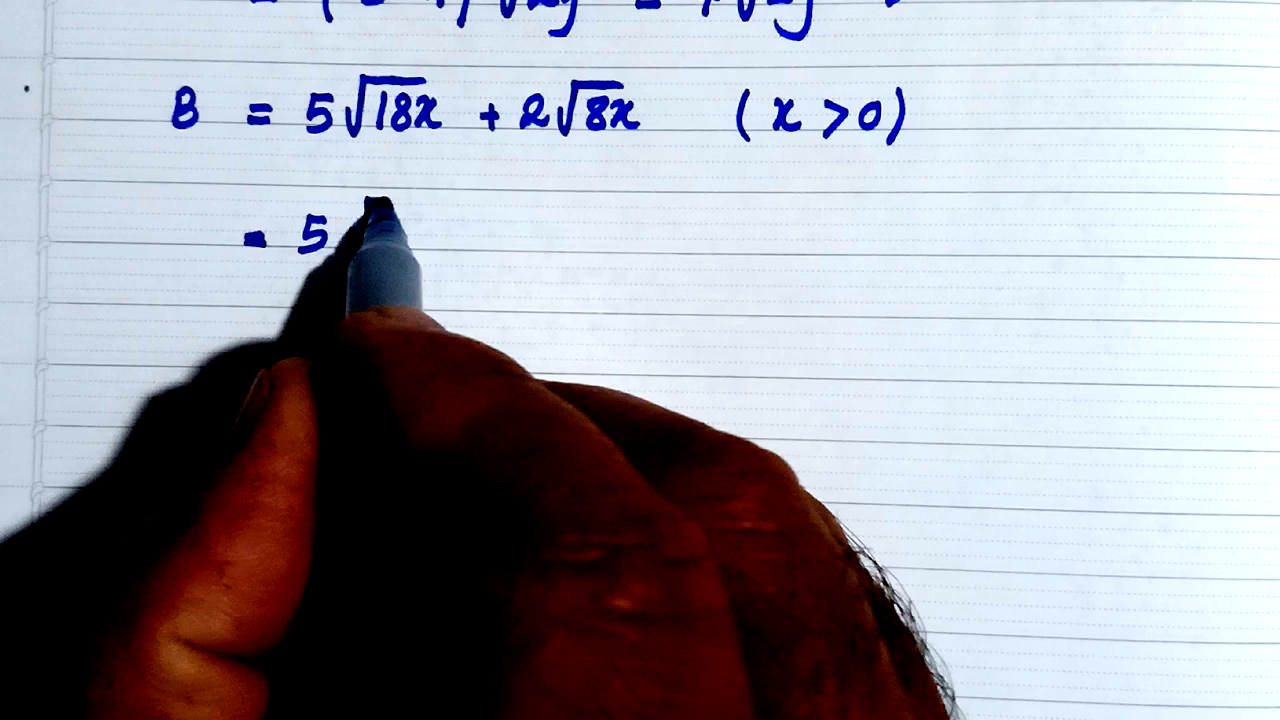 B = 5√18x + 2√8x (x > 0)
= 5